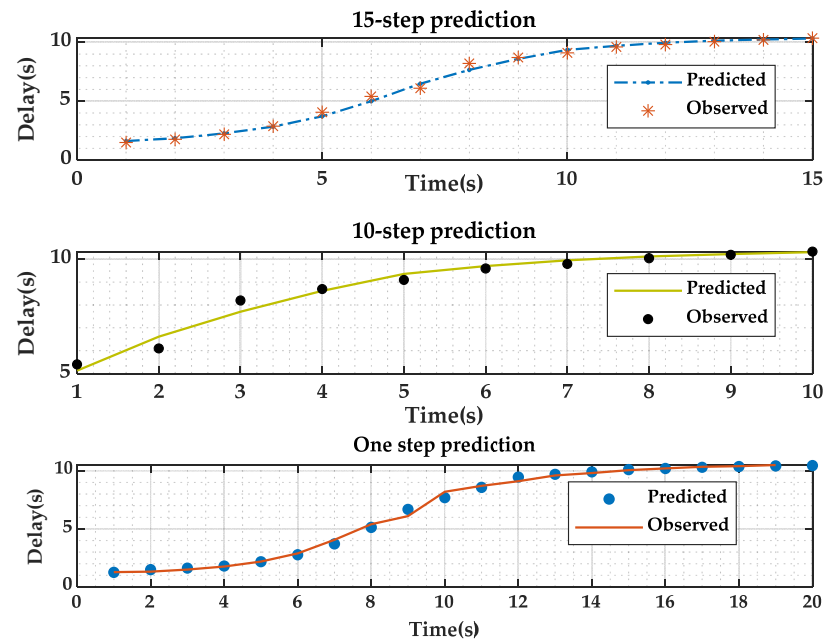 15-step prediction
10
5
0
Delay(s)
Predicted
Observed
0 5 10 15
Time(s)
10-step prediction
10
5
Delay(s)
Predicted
Observed
1 2 3 4 5 6 7 8 9 10
Time(s)
One step prediction
10
5
0
Delay(s)
Predicted
Observed
0 2 4 6 8 10 12 14 16 18 20
Time(s)